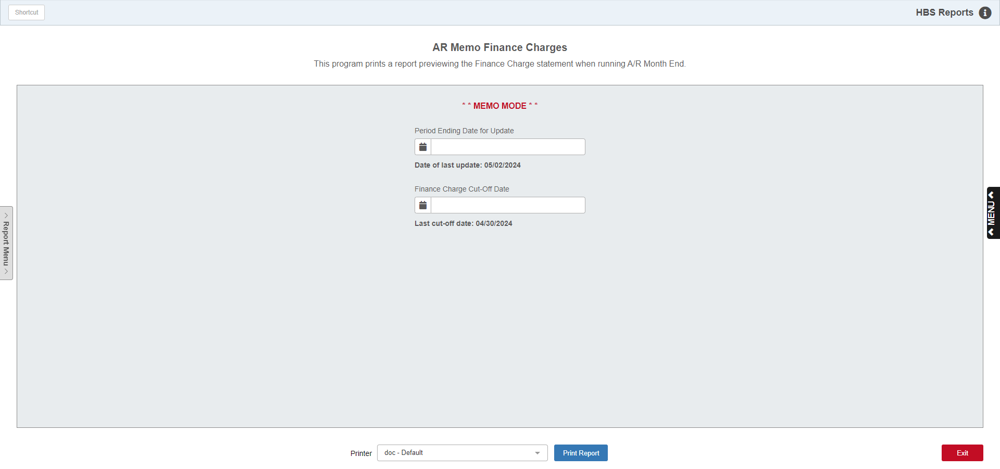 Shortcut
HBS Reports
AR Memo Finance Charges
This program prints a report previewing the Finance Charge statement when running A/R Month End.
* * MEMO MODE * *
Period Ending Date for Update
Date of last update: 05/02/2024
Finance Charge Cut-Off Date
Last cut-off date: 04/30/2024
Report Menu
MENU
Printer
doc - Default
Print Report
Exit